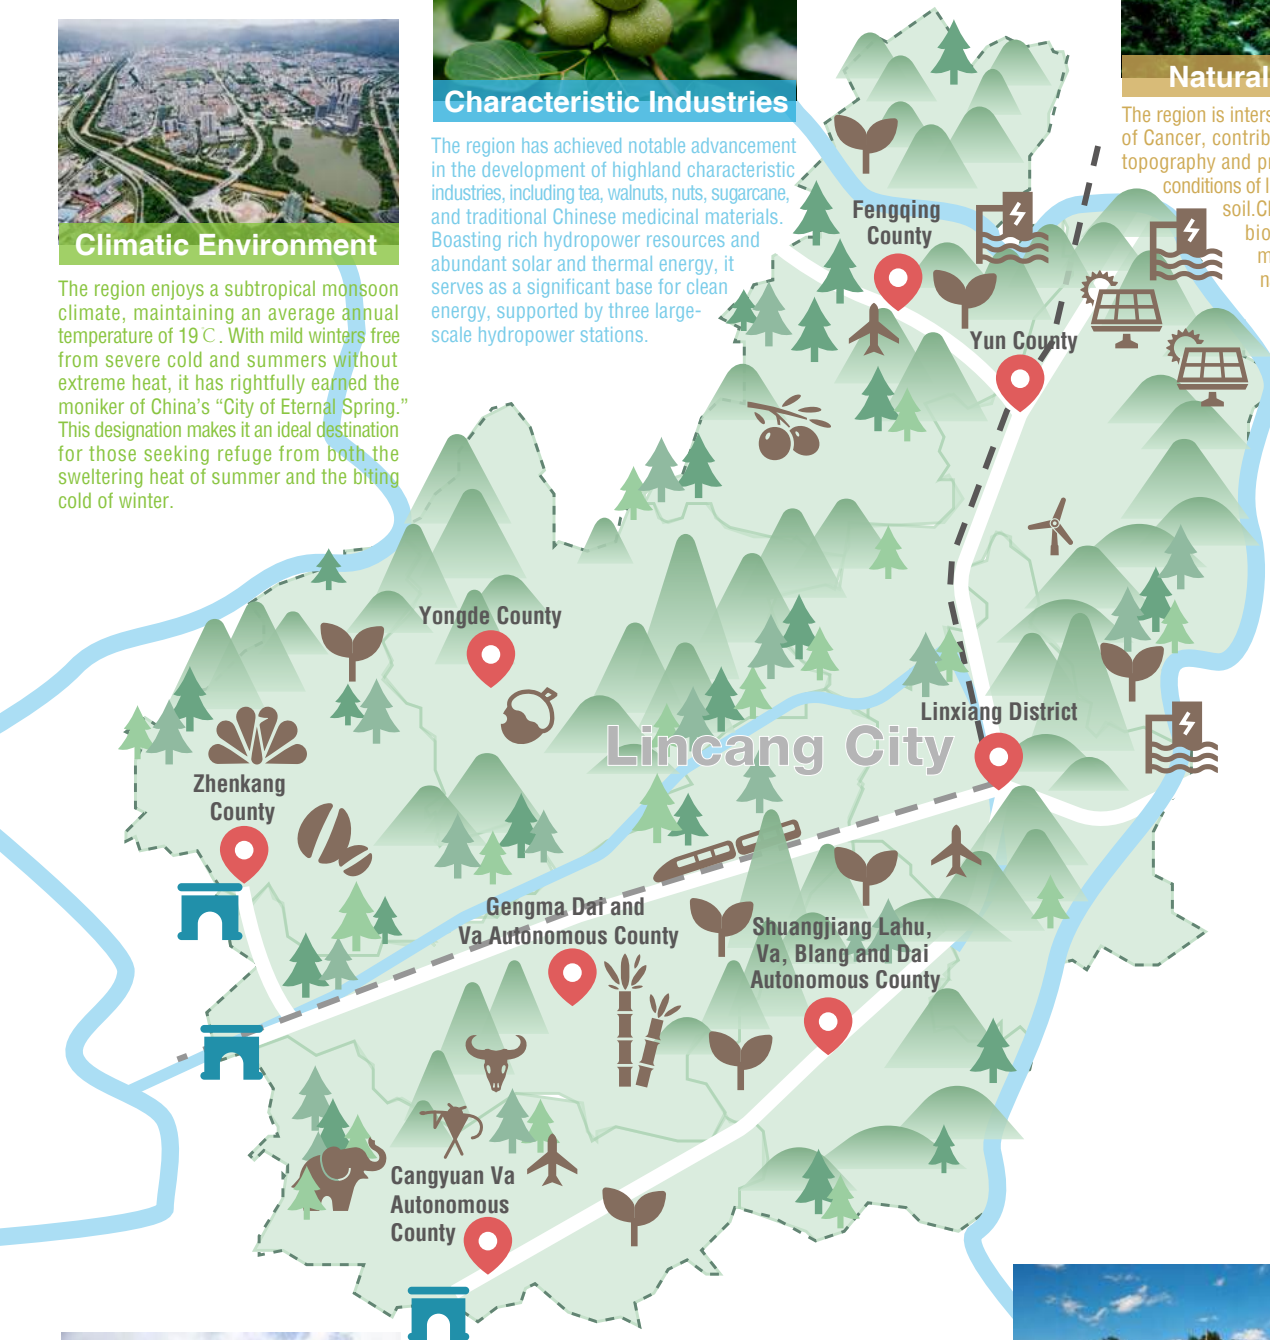 Climatic Environment
The region enjoys a subtropical monsoon
climate, maintaining an average annual
temperature of 19℃. With mild winters free
from severe cold and summers without
extreme heat, it has rightfully earned the
moniker of China’s “City of Eternal Spring.”
This designation makes it an ideal destination
for those seeking refuge from both the
sweltering heat of summer and the biting
cold of winter.
Characteristic Industries
The region has achieved notable advancement
in the development of highland characteristic
industries, including tea, walnuts, nuts, sugarcane,
and traditional Chinese medicinal materials.
Boasting rich hydropower resources and
abundant solar and thermal energy, it
serves as a significant base for clean
energy, supported by three large-
scale hydropower stations.
Natural
The region is inters
of Cancer, contrib
topography and pr
conditions of l
soil.Cl
bio
m
n
Fengqing
County
Yun County
Yongde County
Linxiang District
Lincang City
Zhenkang
County
Gengma Dai and
Va Autonomous County
Shuangjiang Lahu,
Va, Blang and Dai
Autonomous County
Cangyuan Va
Autonomous
County